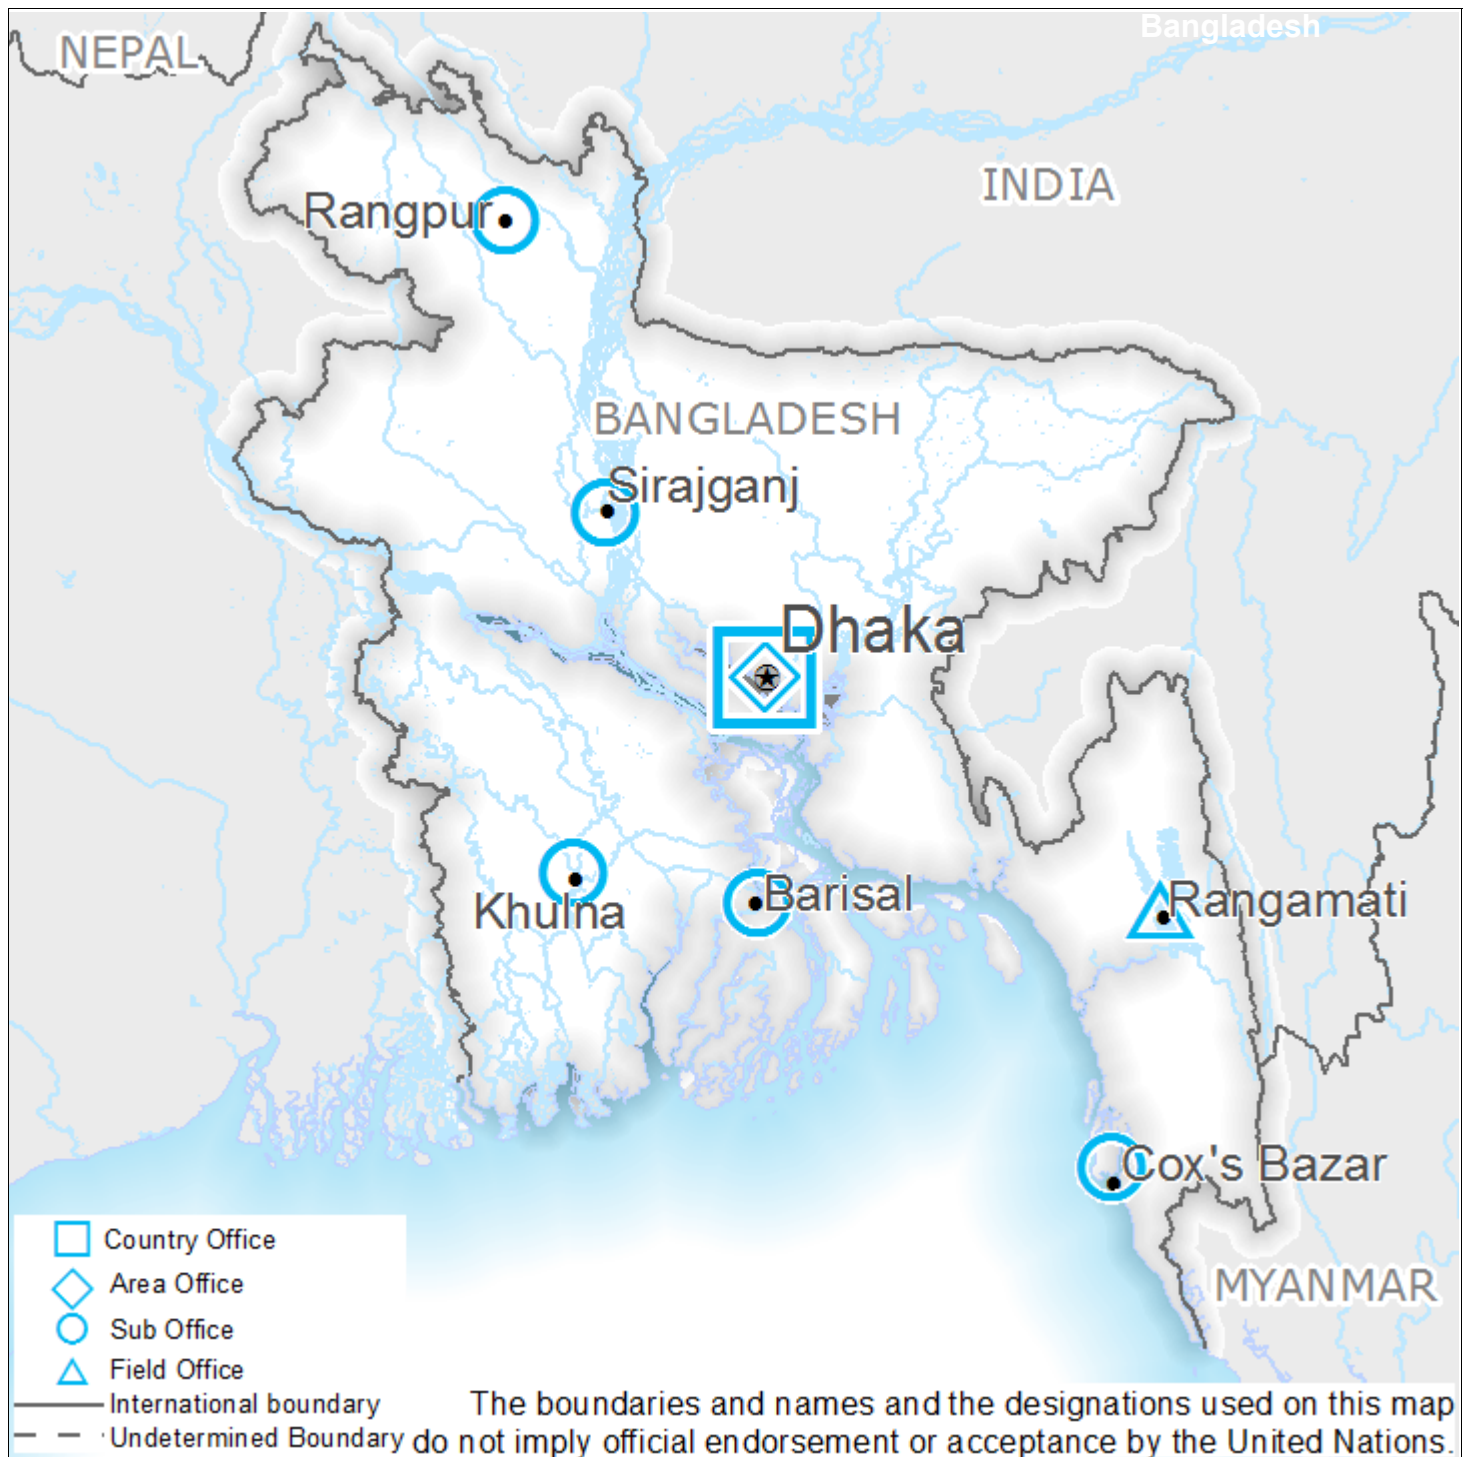 Bangladesh
NEPAL
INDIA
Rangpur
BANGLADESH
Sirajganj
Dhaka
Khulna
Barisal
Rangamati
Cox's Bazar
MYANMAR
Country Office
Area Office
Sub Office
Field Office
International boundary
Undetermined Boundary
The boundaries and names and the designations used on this map
do not imply official endorsement or acceptance by the United Nations.